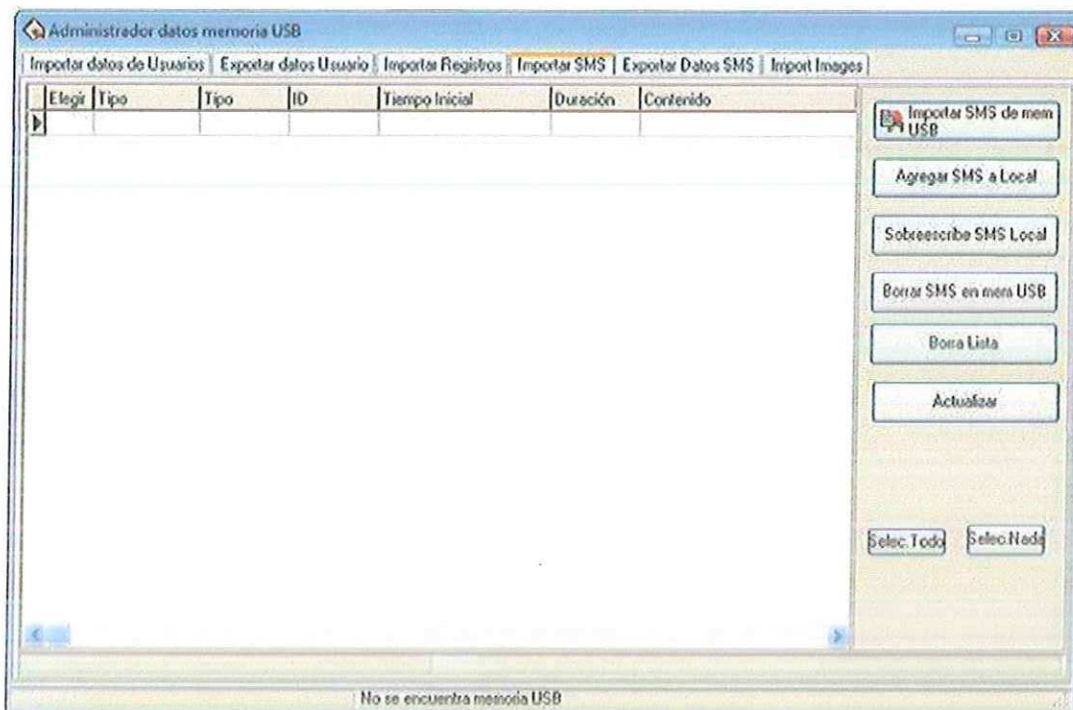 Administrador datos memoria USB
Importar datos de Usuarios Exportar datos Usuario Importar Registros Importar SMS Exportar Datos SMS Import Images
Elegir Tipo Tipo ID Tiempo Inicial Duración Contenido
Importar SMS de mem
USB
Agregar SMS a Local
Sobreescribe SMS Local
Borrar SMS en mem USB
Borra Lista
Actualizar
Selec.Todo Selec.Nada
No se encuentra memoria USB